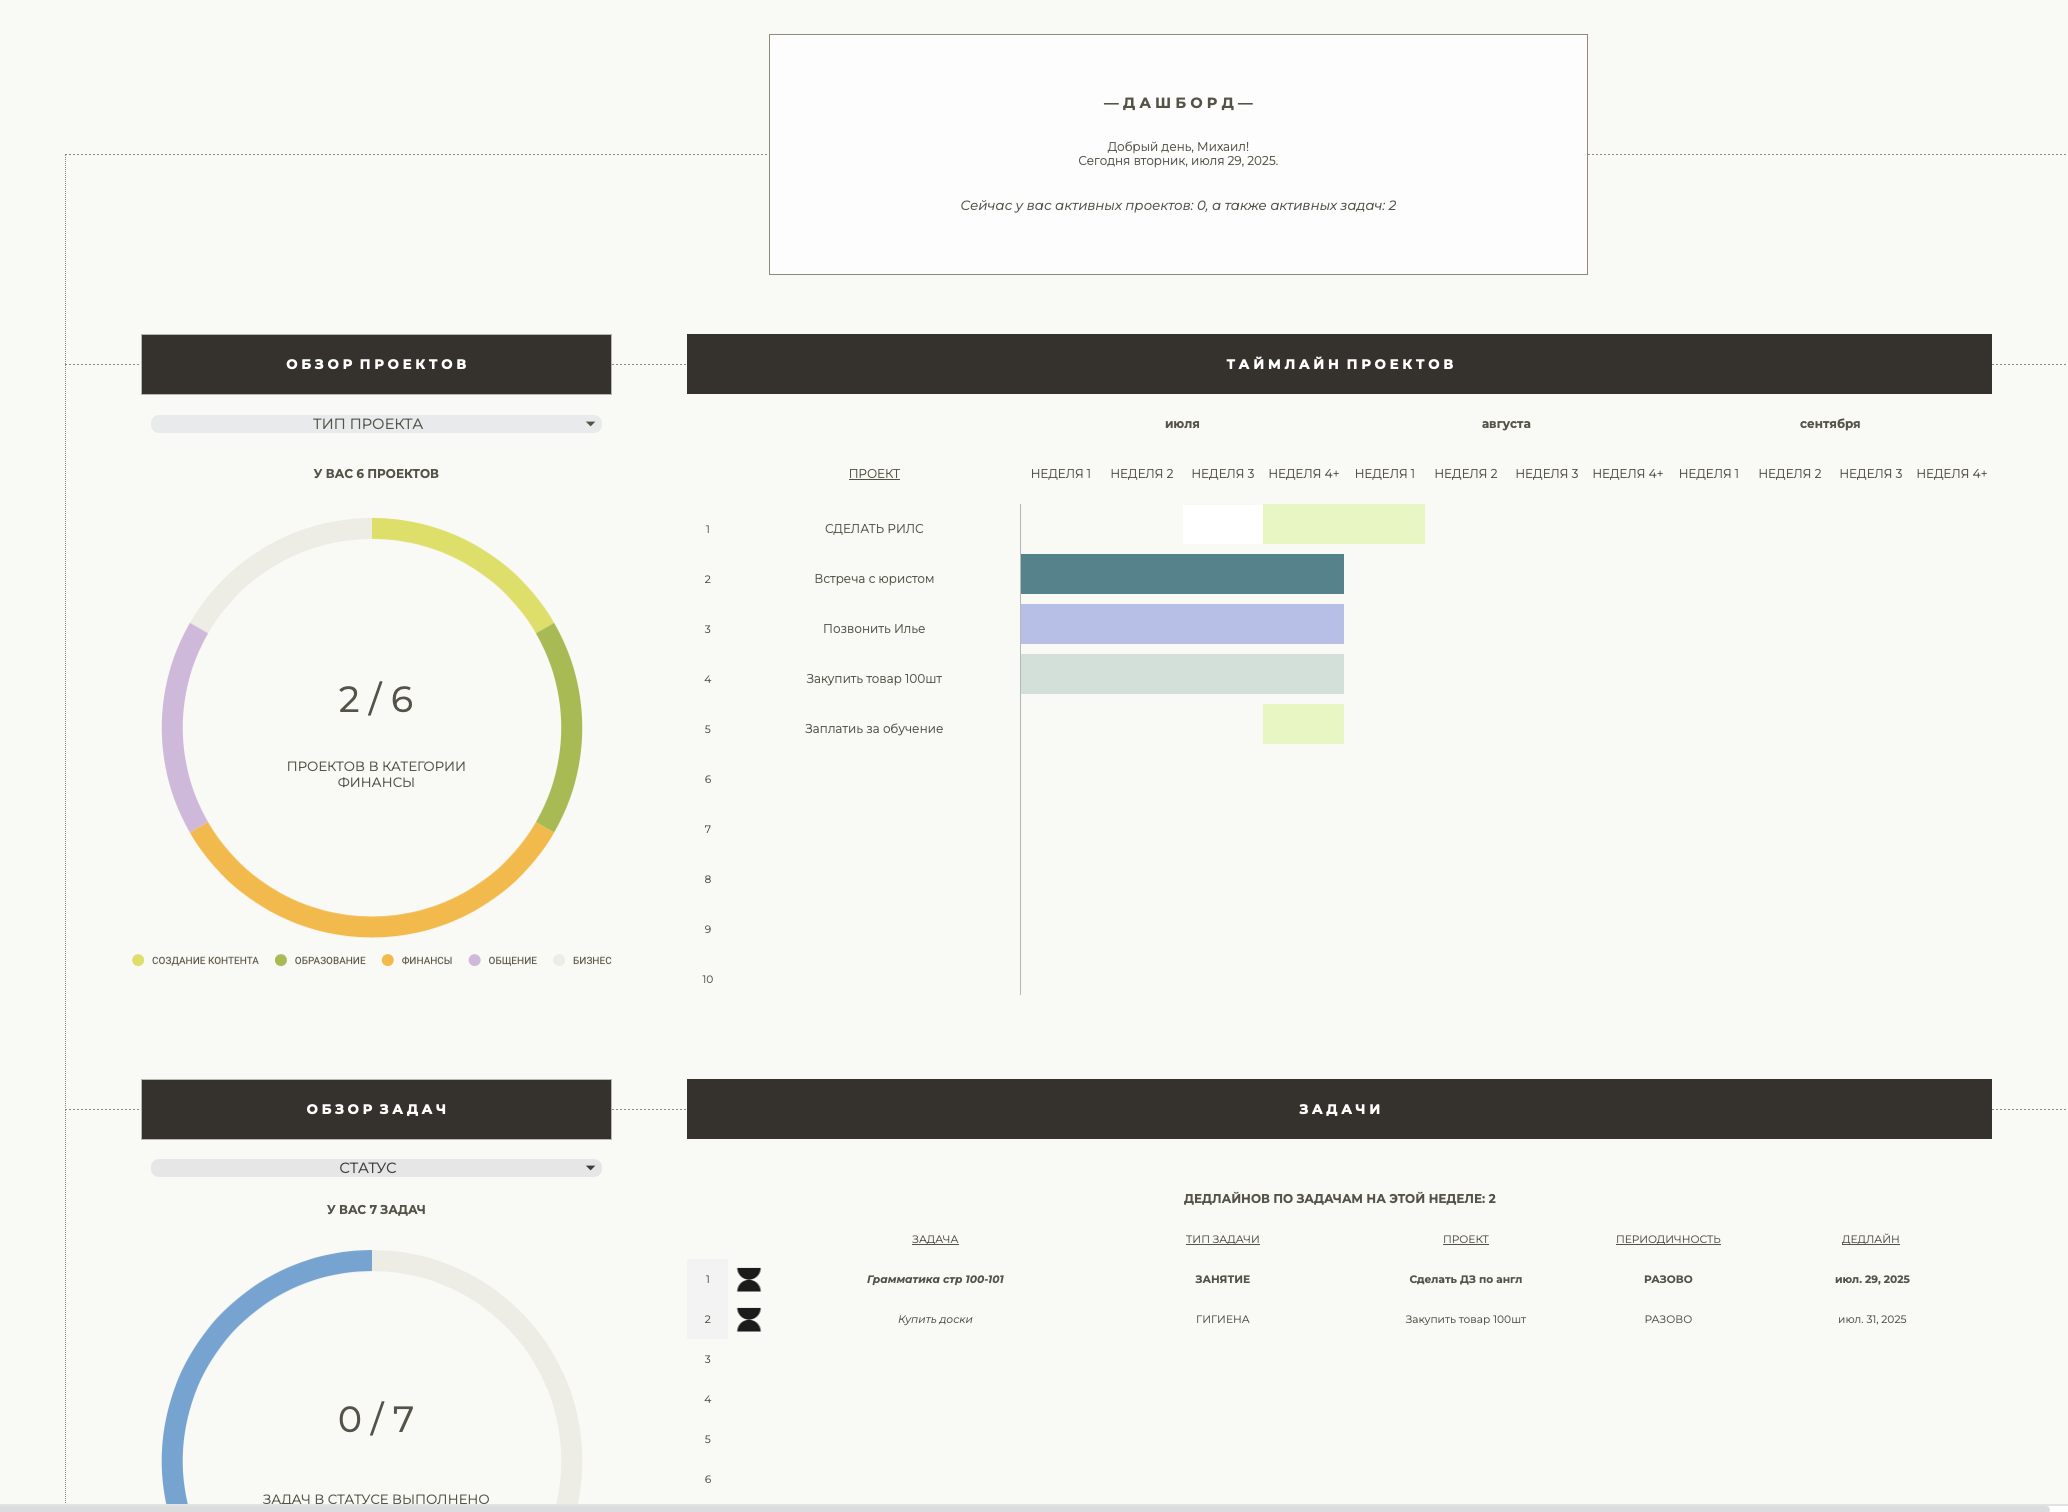 —ДАШБОРД—
Добрый день, Михаил!
Сегодня вторник, июля 29, 2025.
Сейчас у вас активных проектов: 0, а также активных задач: 2
ОБЗОР ПРОЕКТОВ
ТИП ПРОЕКТА
У ВАС 6 ПРОЕКТОВ
2 / 6
ПРОЕКТОВ В КАТЕГОРИИ
ФИНАНСЫ
СОЗДАНИЕ КОНТЕНТА ОБРАЗОВАНИЕ ФИНАНСЫ ОБЩЕНИЕ БИЗНЕС
ТАЙМЛАЙН ПРОЕКТОВ
июля августа сентября
ПРОЕКТ НЕДЕЛЯ 1 НЕДЕЛЯ 2 НЕДЕЛЯ 3 НЕДЕЛЯ 4+ НЕДЕЛЯ 1 НЕДЕЛЯ 2 НЕДЕЛЯ 3 НЕДЕЛЯ 4+ НЕДЕЛЯ 1 НЕДЕЛЯ 2 НЕДЕЛЯ 3 НЕДЕЛЯ 4+
1 СДЕЛАТЬ РИЛС
2 Встреча с юристом
3 Позвонить Илье
4 Закупить товар 100шт
5 Заплатиь за обучение
6
7
8
9
10
ОБЗОР ЗАДАЧ
СТАТУС
У ВАС 7 ЗАДАЧ
0 / 7
ЗАДАЧ В СТАТУСЕ ВЫПОЛНЕНО
ЗАДАЧИ
ДЕДЛАЙНОВ ПО ЗАДАЧАМ НА ЭТОЙ НЕДЕЛЕ: 2
ЗАДАЧА ТИП ЗАДАЧИ ПРОЕКТ ПЕРИОДИЧНОСТЬ ДЕДЛАЙН
1 Грамматика стр 100-101 ЗАНЯТИЕ Сделать ДЗ по англ РАЗОВО июл. 29, 2025
2 Купить доски ГИГИЕНА Закупить товар 100шт РАЗОВО июл. 31, 2025
3
4
5
6